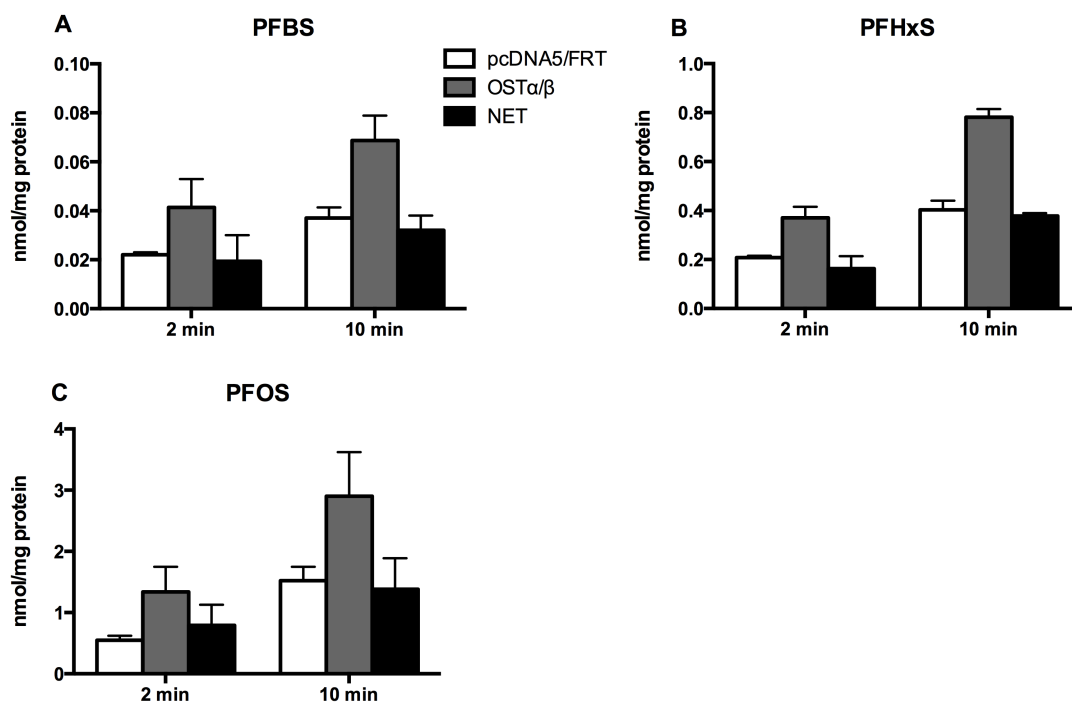 A
PFBS
pcDNA5/FRT
OSTα/β
NET
nmol/mg protein
0.10
0.08
0.06
0.04
0.02
0.00
2 min
10 min
B
PFHxS
nmol/mg protein
1.0
0.8
0.6
0.4
0.2
0.0
2 min
10 min
C
PFOS
nmol/mg protein
4
3
2
1
0
2 min
10 min